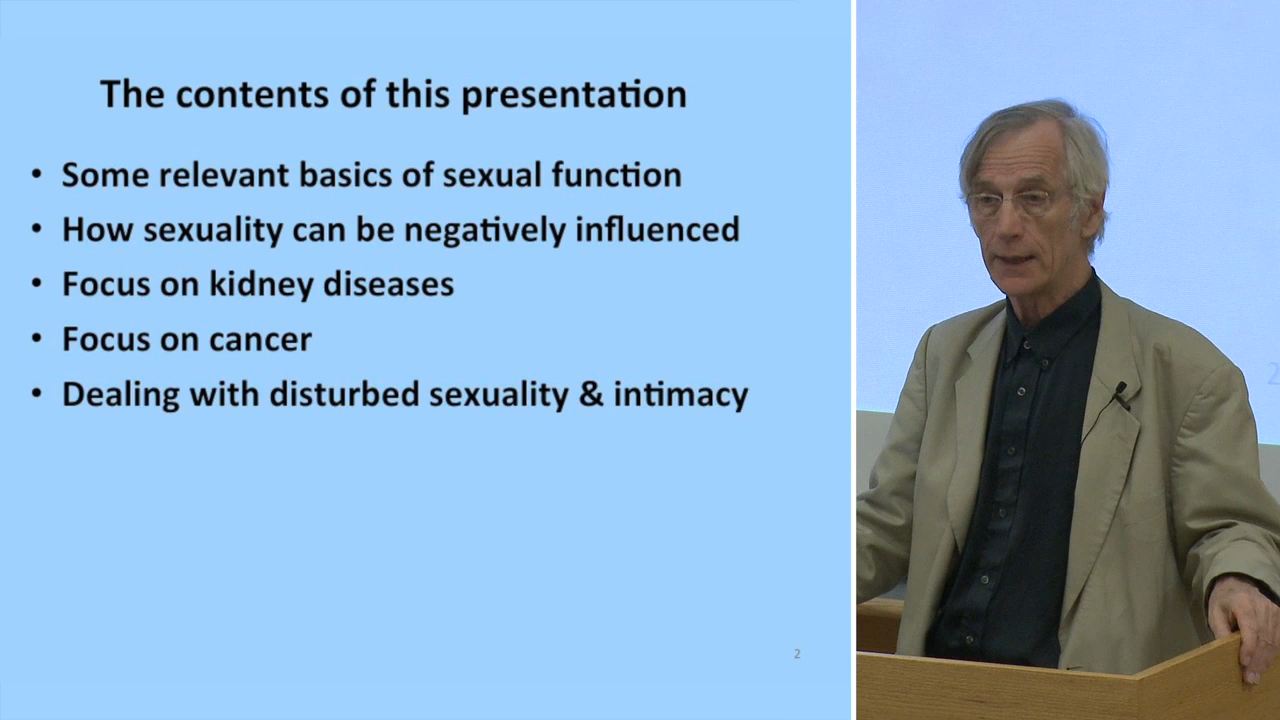 The contents of this presentation
• Some relevant basics of sexual function
• How sexuality can be negatively influenced
• Focus on kidney diseases
• Focus on cancer
• Dealing with disturbed sexuality & intimacy
2
2